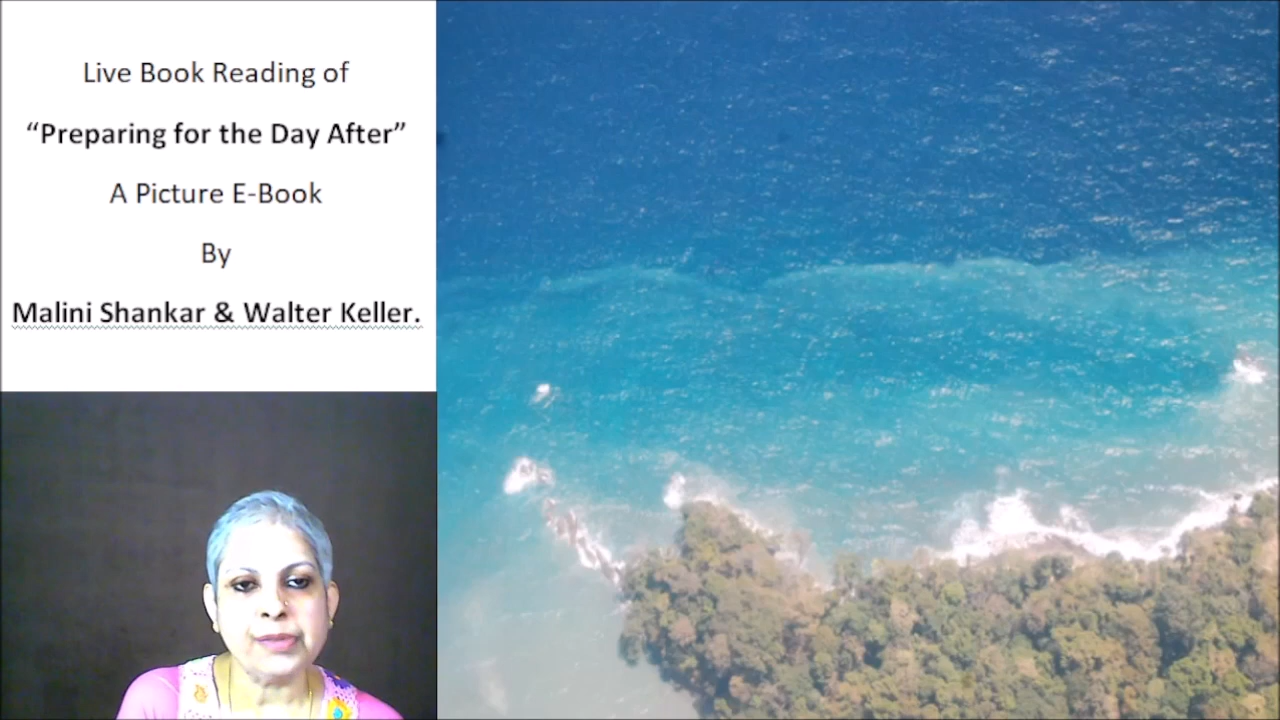 Live Book Reading of
“Preparing for the Day After”
A Picture E-Book
By
Malini Shankar & Walter Keller.